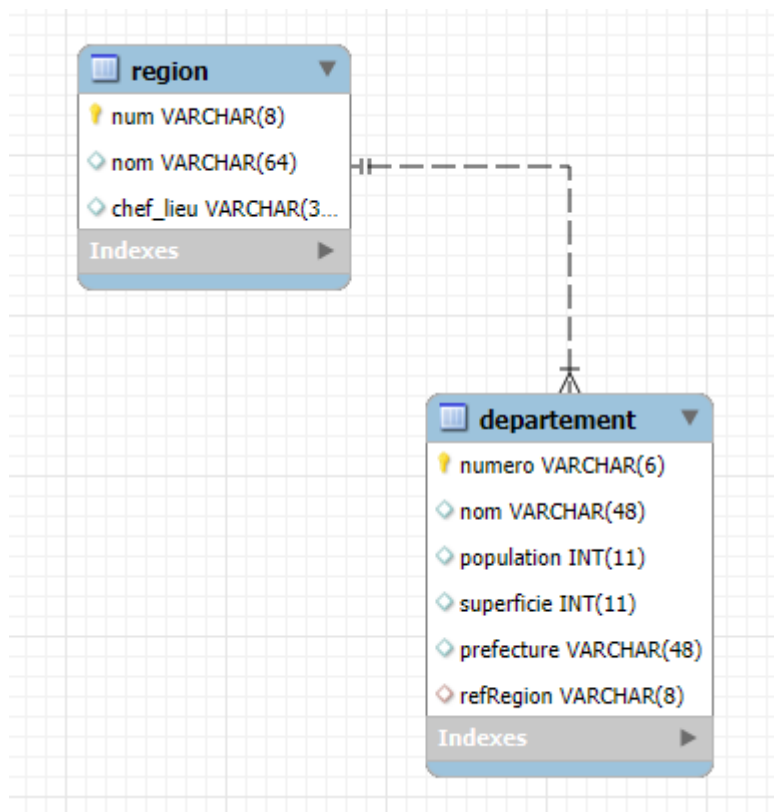 region
num VARCHAR(8)
nom VARCHAR(64)
chef_lieu VARCHAR(3...
Indexes
departement
numero VARCHAR(6)
nom VARCHAR(48)
population INT(11)
superficie INT(11)
prefecture VARCHAR(48)
refRegion VARCHAR(8)
Indexes